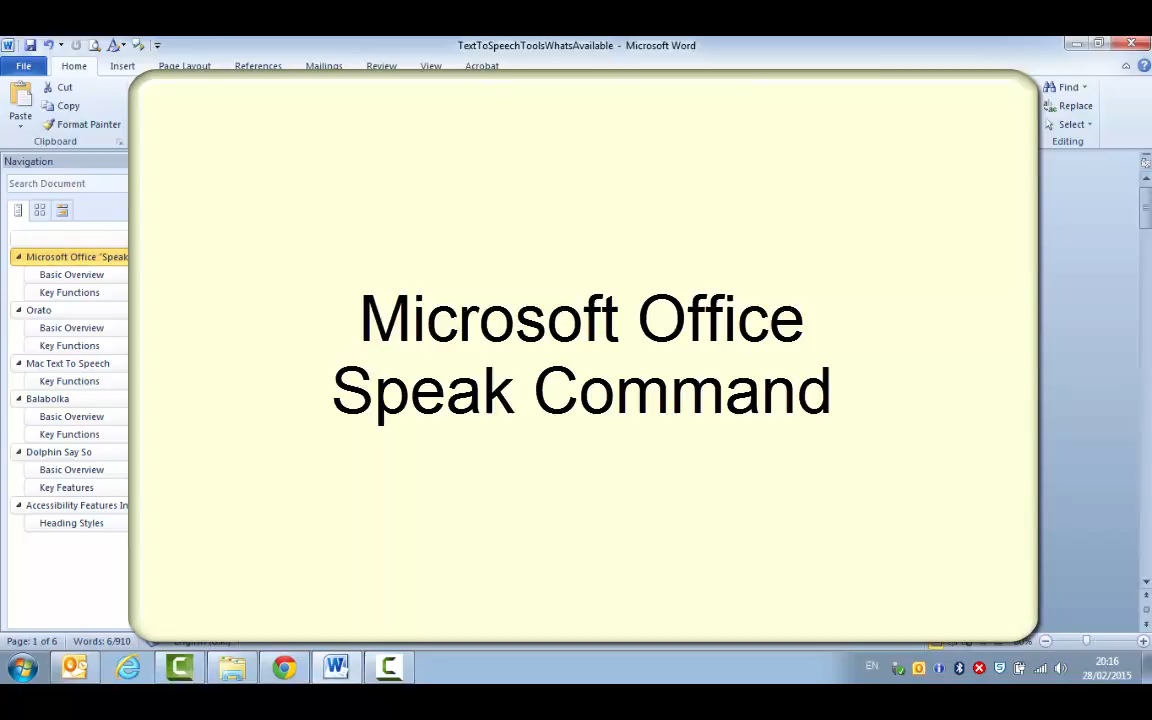 TextToSpeechToolsWhatsAvailable - Microsoft Word
File Home Insert Page Layout References Mailings Review View Acrobat
Cut
Copy
Paste
Format Painter
Clipboard
Find
Replace
Select
Editing
Navigation
Search Document
Microsoft Office "Speak
Basic Overview
Key Functions
Orato
Basic Overview
Key Functions
Mac Text To Speech
Key Functions
Balabolka
Basic Overview
Key Functions
Dolphin Say So
Basic Overview
Key Features
Accessibility Features In
Heading Styles
Microsoft Office
Speak Command
Page: 1 of 6 Words: 6/910
EN
20:16
28/02/2015